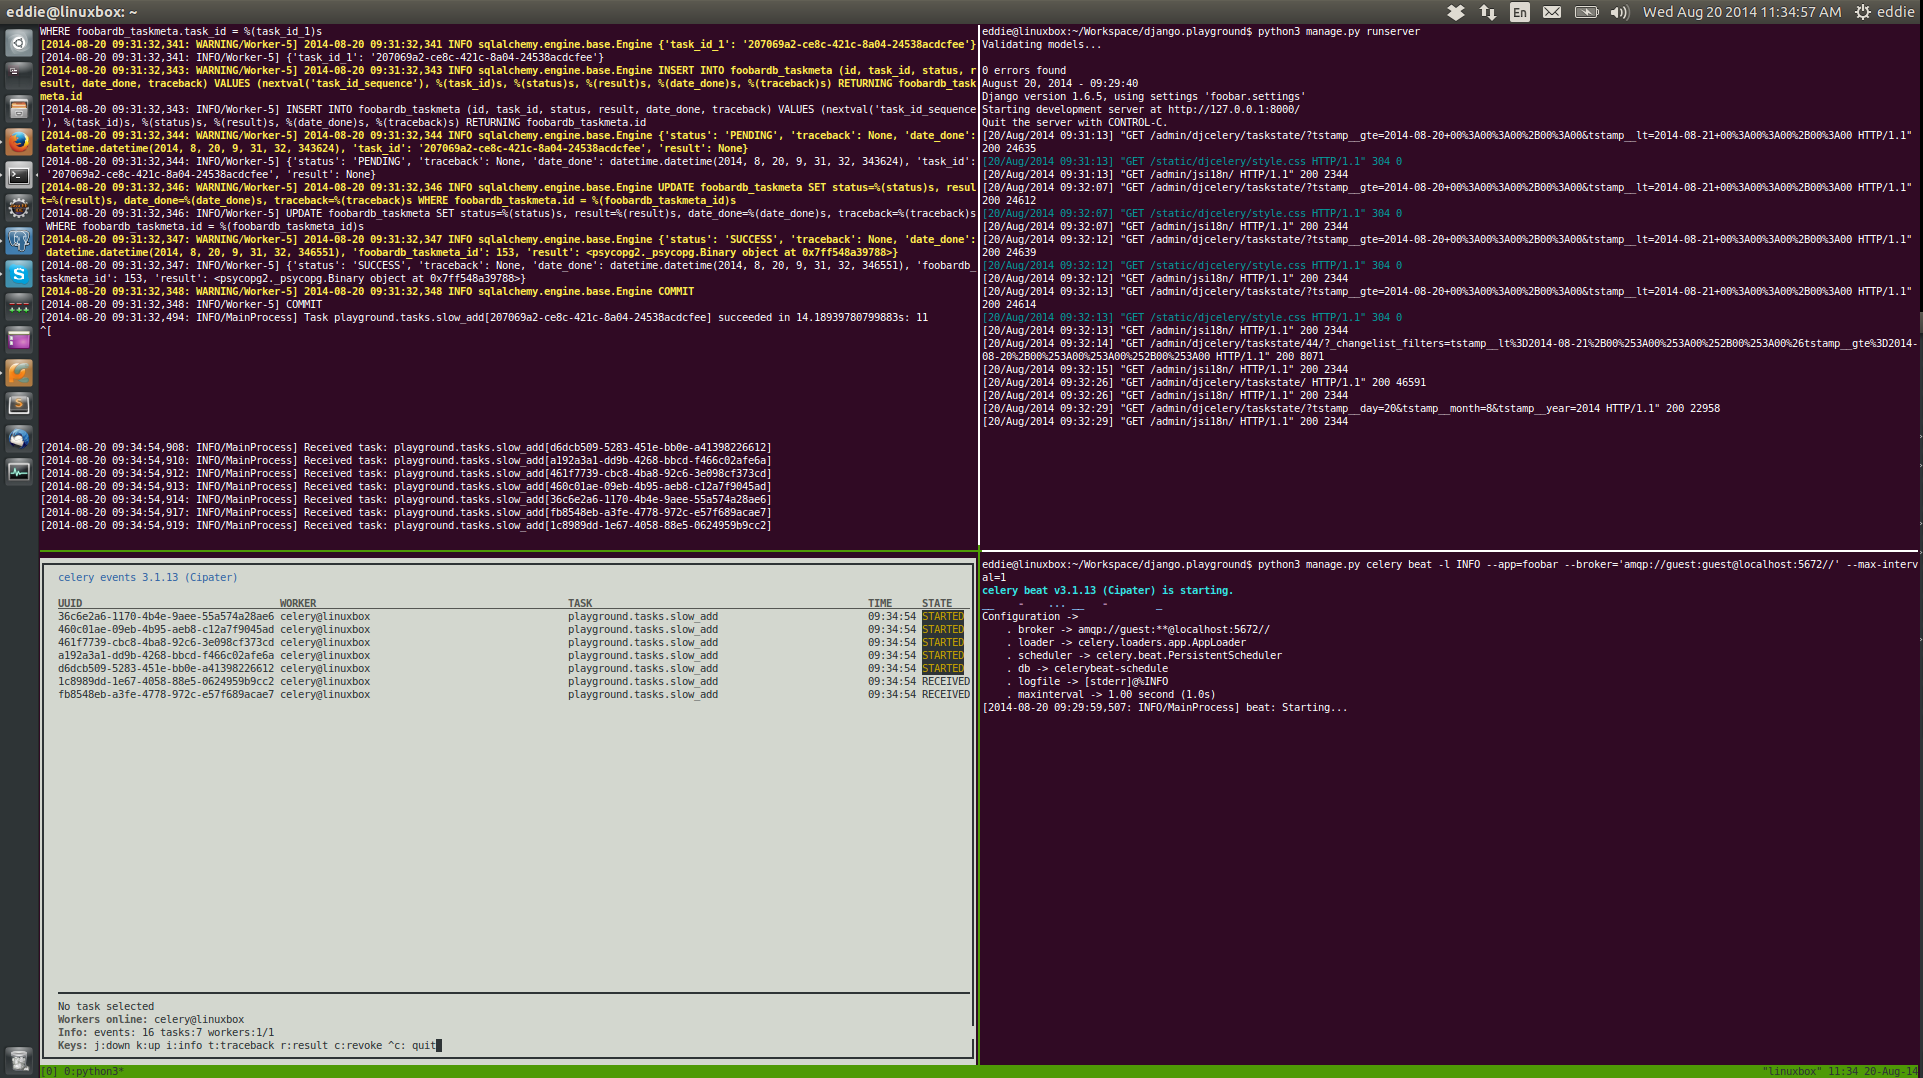 eddie@linuxbox: ~
En
Wed Aug 20 2014 11:34:57 AM
eddie
WHERE foobardb_taskmeta.task_id = %(task_id_1)s
[2014-08-20 09:31:32,341: WARNING/Worker-5] 2014-08-20 09:31:32,341 INFO sqlalchemy.engine.base.Engine {'task_id_1': '207069a2-ce8c-421c-8a04-24538acdcfee'}
[2014-08-20 09:31:32,341: INFO/Worker-5] {'task_id_1': '207069a2-ce8c-421c-8a04-24538acdcfee'}
[2014-08-20 09:31:32,343: WARNING/Worker-5] 2014-08-20 09:31:32,343 INFO sqlalchemy.engine.base.Engine INSERT INTO foobardb_taskmeta (id, task_id, status, r
esult, date_done, traceback) VALUES (nextval('task_id_sequence'), %(task_id)s, %(status)s, %(result)s, %(date_done)s, %(traceback)s) RETURNING foobardb_task
meta.id
[2014-08-20 09:31:32,343: INFO/Worker-5] INSERT INTO foobardb_taskmeta (id, task_id, status, result, date_done, traceback) VALUES (nextval('task_id_sequence
'), %(task_id)s, %(status)s, %(result)s, %(date_done)s, %(traceback)s) RETURNING foobardb_taskmeta.id
[2014-08-20 09:31:32,344: WARNING/Worker-5] 2014-08-20 09:31:32,344 INFO sqlalchemy.engine.base.Engine {'status': 'PENDING', 'traceback': None, 'date_done':
datetime.datetime(2014, 8, 20, 9, 31, 32, 343624), 'task_id': '207069a2-ce8c-421c-8a04-24538acdcfee', 'result': None}
[2014-08-20 09:31:32,344: INFO/Worker-5] {'status': 'PENDING', 'traceback': None, 'date_done': datetime.datetime(2014, 8, 20, 9, 31, 32, 343624), 'task_id':
'207069a2-ce8c-421c-8a04-24538acdcfee', 'result': None}
[2014-08-20 09:31:32,346: WARNING/Worker-5] 2014-08-20 09:31:32,346 INFO sqlalchemy.engine.base.Engine UPDATE foobardb_taskmeta SET status=%(status)s, resul
t=%(result)s, date_done=%(date_done)s, traceback=%(traceback)s WHERE foobardb_taskmeta.id = %(foobardb_taskmeta_id)s
[2014-08-20 09:31:32,346: INFO/Worker-5] UPDATE foobardb_taskmeta SET status=%(status)s, result=%(result)s, date_done=%(date_done)s, traceback=%(traceback)s
WHERE foobardb_taskmeta.id = %(foobardb_taskmeta_id)s
[2014-08-20 09:31:32,347: WARNING/Worker-5] 2014-08-20 09:31:32,347 INFO sqlalchemy.engine.base.Engine {'status': 'SUCCESS', 'traceback': None, 'date_done':
datetime.datetime(2014, 8, 20, 9, 31, 32, 346551), 'foobardb_taskmeta_id': 153, 'result': <psycopg2._psycopg.Binary object at 0x7ff548a39788>}
[2014-08-20 09:31:32,347: INFO/Worker-5] {'status': 'SUCCESS', 'traceback': None, 'date_done': datetime.datetime(2014, 8, 20, 9, 31, 32, 346551), 'foobardb_
taskmeta_id': 153, 'result': <psycopg2._psycopg.Binary object at 0x7ff548a39788>}
[2014-08-20 09:31:32,348: WARNING/Worker-5] 2014-08-20 09:31:32,348 INFO sqlalchemy.engine.base.Engine COMMIT
[2014-08-20 09:31:32,348: INFO/Worker-5] COMMIT
[2014-08-20 09:31:32,494: INFO/MainProcess] Task playground.tasks.slow_add[207069a2-ce8c-421c-8a04-24538acdcfee] succeeded in 14.18939780799883s: 11
^[
[2014-08-20 09:34:54,908: INFO/MainProcess] Received task: playground.tasks.slow_add[d6dcb509-5283-451e-bb0e-a41398226612]
[2014-08-20 09:34:54,910: INFO/MainProcess] Received task: playground.tasks.slow_add[a192a3a1-dd9b-4268-bbcd-f466c02afe6a]
[2014-08-20 09:34:54,912: INFO/MainProcess] Received task: playground.tasks.slow_add[461f7739-cbc8-4ba8-92c6-3e098cf373cd]
[2014-08-20 09:34:54,913: INFO/MainProcess] Received task: playground.tasks.slow_add[460c01ae-09eb-4b95-aeb8-c12a7f9045ad]
[2014-08-20 09:34:54,914: INFO/MainProcess] Received task: playground.tasks.slow_add[36c6e2a6-1170-4b4e-9aee-55a574a28ae6]
[2014-08-20 09:34:54,917: INFO/MainProcess] Received task: playground.tasks.slow_add[fb8548eb-a3fe-4778-972c-e57f689acae7]
[2014-08-20 09:34:54,919: INFO/MainProcess] Received task: playground.tasks.slow_add[1c8989dd-1e67-4058-88e5-0624959b9cc2]
eddie@linuxbox:~/Workspace/django.playground$ python3 manage.py runserver
Validating models...
0 errors found
August 20, 2014 - 09:29:40
Django version 1.6.5, using settings 'foobar.settings'
Starting development server at http://127.0.0.1:8000/
Quit the server with CONTROL-C.
[20/Aug/2014 09:31:13] "GET /admin/djcelery/taskstate/?tstamp__gte=2014-08-20+00%3A00%3A00%2B00%3A00&tstamp__lt=2014-08-21+00%3A00%3A00%2B00%3A00 HTTP/1.1"
200 24635
[20/Aug/2014 09:31:13] "GET /static/djcelery/style.css HTTP/1.1" 304 0
[20/Aug/2014 09:31:13] "GET /admin/jsi18n/ HTTP/1.1" 200 2344
[20/Aug/2014 09:32:07] "GET /admin/djcelery/taskstate/?tstamp__gte=2014-08-20+00%3A00%3A00%2B00%3A00&tstamp__lt=2014-08-21+00%3A00%3A00%2B00%3A00 HTTP/1.1"
200 24612
[20/Aug/2014 09:32:07] "GET /static/djcelery/style.css HTTP/1.1" 304 0
[20/Aug/2014 09:32:07] "GET /admin/jsi18n/ HTTP/1.1" 200 2344
[20/Aug/2014 09:32:12] "GET /admin/djcelery/taskstate/?tstamp__gte=2014-08-20+00%3A00%3A00%2B00%3A00&tstamp__lt=2014-08-21+00%3A00%3A00%2B00%3A00 HTTP/1.1"
200 24639
[20/Aug/2014 09:32:12] "GET /static/djcelery/style.css HTTP/1.1" 304 0
[20/Aug/2014 09:32:12] "GET /admin/jsi18n/ HTTP/1.1" 200 2344
[20/Aug/2014 09:32:13] "GET /admin/djcelery/taskstate/?tstamp__gte=2014-08-20+00%3A00%3A00%2B00%3A00&tstamp__lt=2014-08-21+00%3A00%3A00%2B00%3A00 HTTP/1.1"
200 24614
[20/Aug/2014 09:32:13] "GET /static/djcelery/style.css HTTP/1.1" 304 0
[20/Aug/2014 09:32:13] "GET /admin/jsi18n/ HTTP/1.1" 200 2344
[20/Aug/2014 09:32:14] "GET /admin/djcelery/taskstate/44/?_changelist_filters=tstamp__lt%3D2014-08-21%2B00%253A00%253A00%252B00%253A00%26tstamp__gte%3D2014-
08-20%2B00%253A00%253A00%252B00%253A00 HTTP/1.1" 200 8071
[20/Aug/2014 09:32:15] "GET /admin/jsi18n/ HTTP/1.1" 200 2344
[20/Aug/2014 09:32:26] "GET /admin/djcelery/taskstate/ HTTP/1.1" 200 46591
[20/Aug/2014 09:32:26] "GET /admin/jsi18n/ HTTP/1.1" 200 2344
[20/Aug/2014 09:32:29] "GET /admin/djcelery/taskstate/?tstamp__day=20&tstamp__month=8&tstamp__year=2014 HTTP/1.1" 200 22958
[20/Aug/2014 09:32:29] "GET /admin/jsi18n/ HTTP/1.1" 200 2344
celery events 3.1.13 (Cipater)
UUID WORKER TASK TIME STATE
36c6e2a6-1170-4b4e-9aee-55a574a28ae6 celery@linuxbox playground.tasks.slow_add 09:34:54 STARTED
460c01ae-09eb-4b95-aeb8-c12a7f9045ad celery@linuxbox playground.tasks.slow_add 09:34:54 STARTED
461f7739-cbc8-4ba8-92c6-3e098cf373cd celery@linuxbox playground.tasks.slow_add 09:34:54 STARTED
a192a3a1-dd9b-4268-bbcd-f466c02afe6a celery@linuxbox playground.tasks.slow_add 09:34:54 STARTED
d6dcb509-5283-451e-bb0e-a41398226612 celery@linuxbox playground.tasks.slow_add 09:34:54 STARTED
1c8989dd-1e67-4058-88e5-0624959b9cc2 celery@linuxbox playground.tasks.slow_add 09:34:54 RECEIVED
fb8548eb-a3fe-4778-972c-e57f689acae7 celery@linuxbox playground.tasks.slow_add 09:34:54 RECEIVED
No task selected
Workers online: celery@linuxbox
Info: events: 16 tasks:7 workers:1/1
Keys: j:down k:up i:info t:traceback r:result c:revoke ^c: quit
eddie@linuxbox:~/Workspace/django.playground$ python3 manage.py celery beat -l INFO --app=foobar --broker='amqp://guest:guest@localhost:5672//' --max-interv
al=1
celery beat v3.1.13 (Cipater) is starting.
__    -    ... __   -        _
Configuration ->
. broker -> amqp://guest:**@localhost:5672//
. loader -> celery.loaders.app.AppLoader
. scheduler -> celery.beat.PersistentScheduler
. db -> celerybeat-schedule
. logfile -> [stderr]@%INFO
. maxinterval -> 1.00 second (1.0s)
[2014-08-20 09:29:59,507: INFO/MainProcess] beat: Starting...
[0] 0:python3*
"linuxbox" 11:34 20-Aug-14